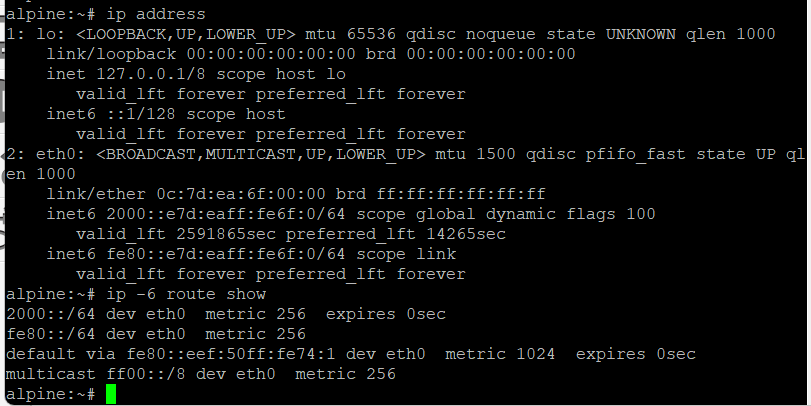 alpine:~# ip address
1: lo: <LOOPBACK,UP,LOWER_UP> mtu 65536 qdisc noqueue state UNKNOWN qlen 1000
    link/loopback 00:00:00:00:00:00 brd 00:00:00:00:00:00
    inet 127.0.0.1/8 scope host lo
       valid_lft forever preferred_lft forever
    inet6 ::1/128 scope host
       valid_lft forever preferred_lft forever
2: eth0: <BROADCAST,MULTICAST,UP,LOWER_UP> mtu 1500 qdisc pfifo_fast state UP ql
en 1000
    link/ether 0c:7d:ea:6f:00:00 brd ff:ff:ff:ff:ff:ff
    inet6 2000::e7d:eaff:fe6f:0/64 scope global dynamic flags 100
       valid_lft 2591865sec preferred_lft 14265sec
    inet6 fe80::e7d:eaff:fe6f:0/64 scope link
       valid_lft forever preferred_lft forever
alpine:~# ip -6 route show
2000::/64 dev eth0  metric 256  expires 0sec
fe80::/64 dev eth0  metric 256
default via fe80::eef:50ff:fe74:1 dev eth0  metric 1024  expires 0sec
multicast ff00::/8 dev eth0  metric 256
alpine:~#